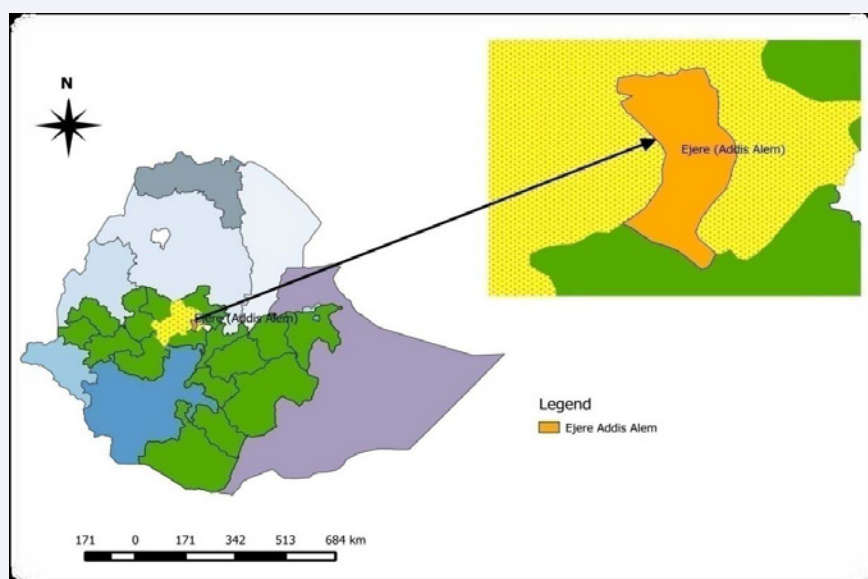 N
Ejere (Addis Alem)
Ejere (Addis Alem)
Legend
Ejere Addis Alem
171 0 171 342 513 684 km